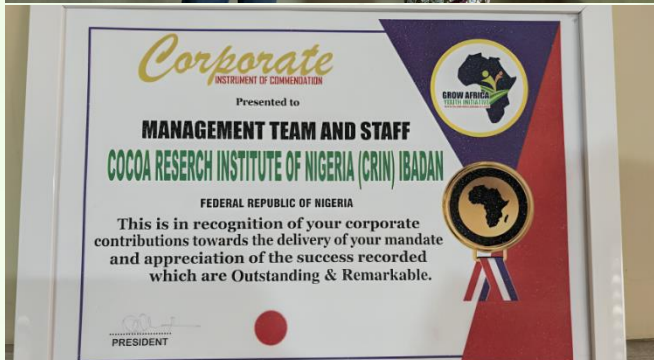 Corporate
INSTRUMENT OF COMMENDATION
Presented to
MANAGEMENT TEAM AND STAFF
COCOA RESERCH INSTITUTE OF NIGERIA (CRIN) IBADAN
FEDERAL REPUBLIC OF NIGERIA
This is in recognition of your corporate
contributions towards the delivery of your mandate
and appreciation of the success recorded
which are Outstanding & Remarkable.
PRESIDENT
GROW AFRICA
YOUTH INITIATIVE